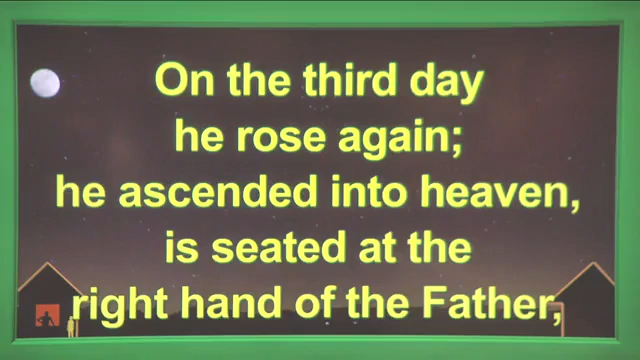 On the third day
he rose again;
he ascended into heaven,
is seated at the
right hand of the Father,